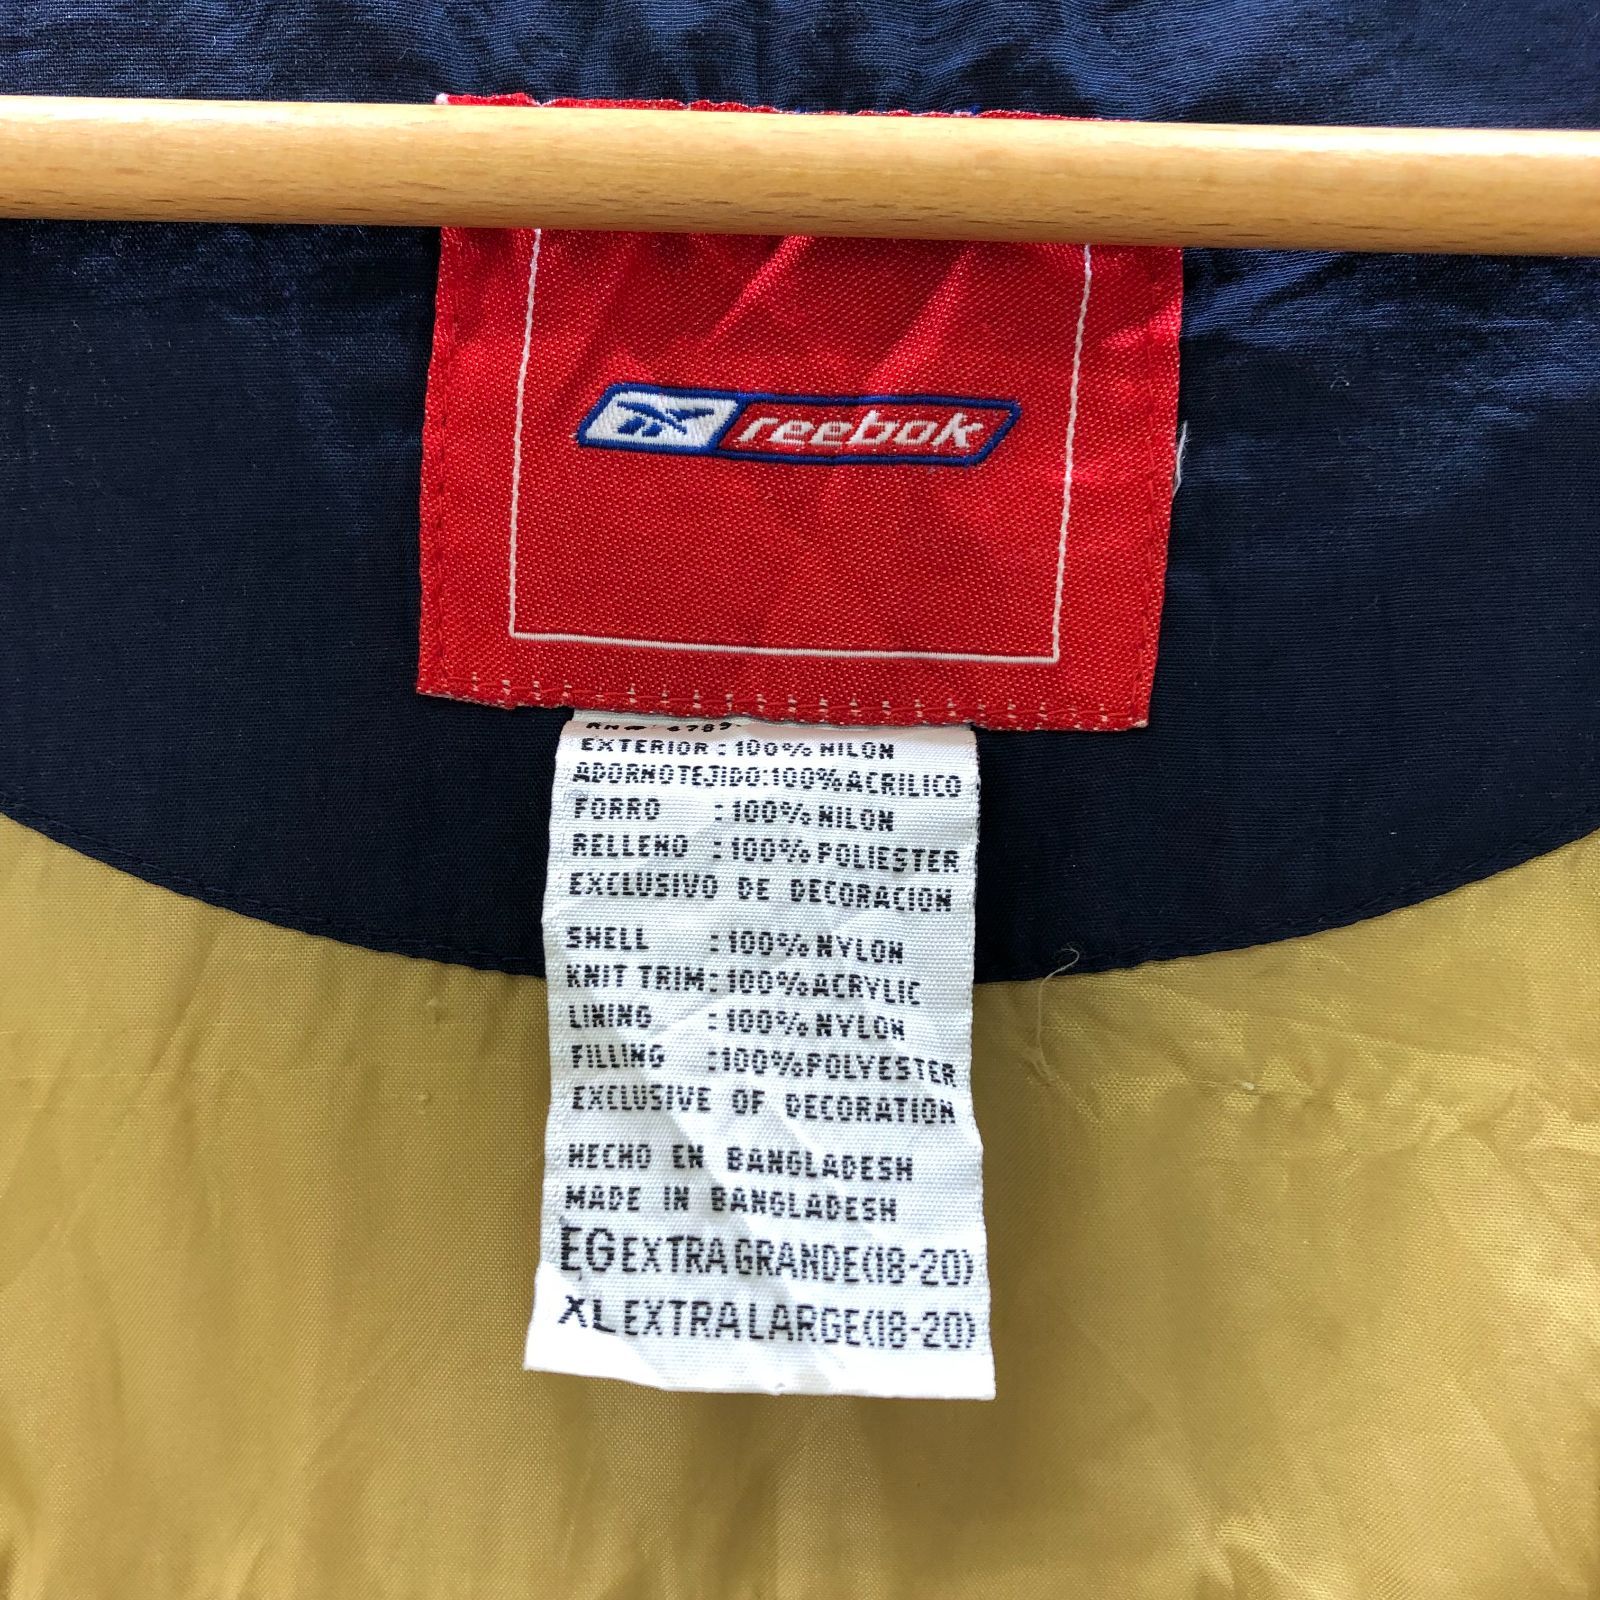 reebok
EXTERIOR : 100% NILON
ADORNOTEJIDO:100%ACRILICO
FORRO :100%NILON
RELLENO :100%POLIESTER
EXCLUSIVO DE DECORACION
SHELL :100%NYLON
KNIT TRIM:100%ACRYLIC
LINING :100%NYLON
FILLING :100%POLYESTER
EXCLUSIVE OF DECORATION
HECHO EN BANGLADESH
MADE IN BANGLADESH
EG EXTRA GRANDE(18-20)
XL EXTRA LARGE(18-20)